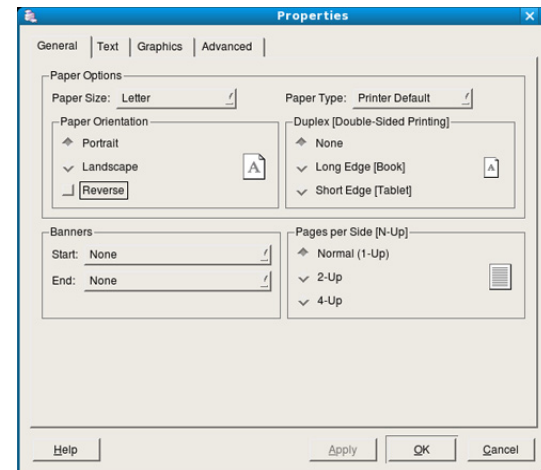 Properties
General Text Graphics Advanced
Paper Options
Paper Size: Letter Paper Type: Printer Default
Paper Orientation
Portrait
Landscape
Reverse
A
Duplex [Double-Sided Printing]
None
Long Edge [Book]
Short Edge [Tablet]
A
Banners
Start: None
End: None
Pages per Side [N-Up]
Normal (1-Up)
2-Up
4-Up
Help Apply OK Cancel